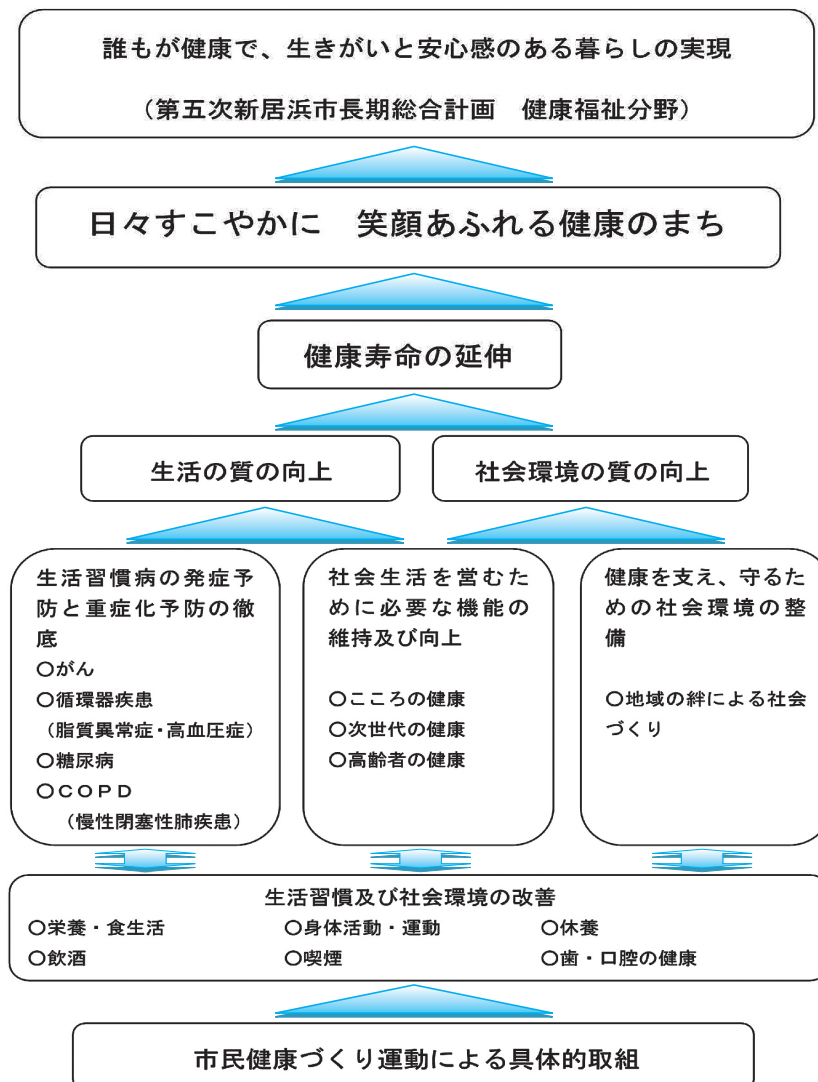 誰もが健康で、生きがいと安心感のある暮らしの実現
（第五次新居浜市長期総合計画　健康福祉分野）
日々すこやかに　笑顔あふれる健康のまち
健康寿命の延伸
生活の質の向上
社会環境の質の向上
生活習慣病の発症予
防と重症化予防の徹
底
○がん
○循環器疾患
（脂質異常症・高血圧症）
○糖尿病
○ＣＯＰＤ
（慢性閉塞性肺疾患）
社会生活を営むた
めに必要な機能の
維持及び向上
○こころの健康
○次世代の健康
○高齢者の健康
健康を支え、守るた
めの社会環境の整
備
○地域の絆による社会
づくり
生活習慣及び社会環境の改善
○栄養・食生活　○身体活動・運動　○休養
○飲酒　○喫煙　○歯・口腔の健康
市民健康づくり運動による具体的取組